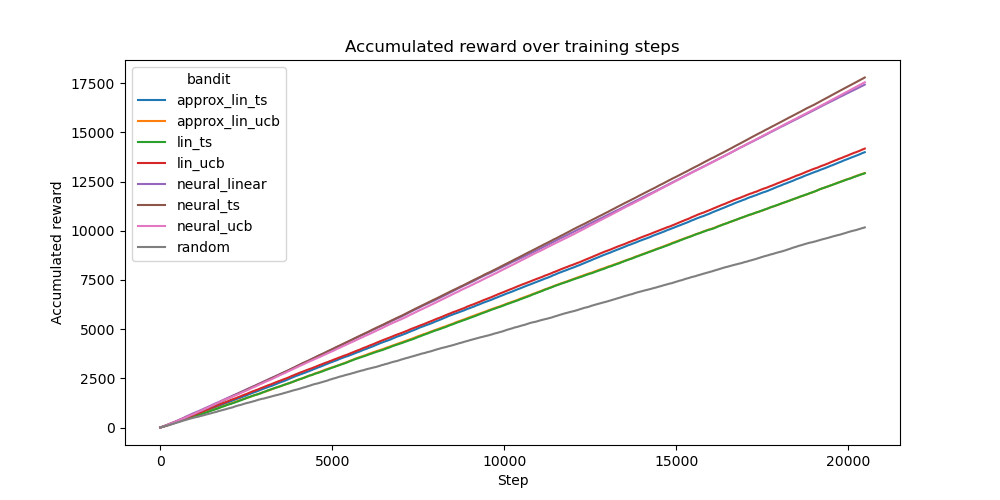 Accumulated reward over training steps
Accumulated reward
17500
15000
12500
10000
7500
5000
2500
0
bandit
approx_lin_ts
approx_lin_ucb
lin_ts
lin_ucb
neural_linear
neural_ts
neural_ucb
random
0 5000 10000 15000 20000
Step